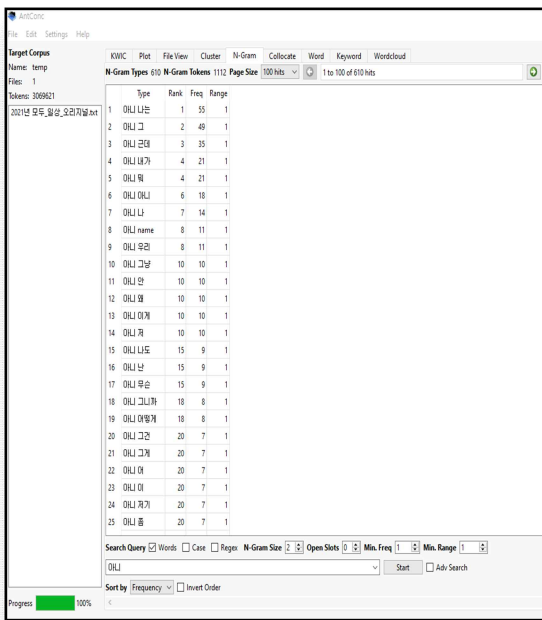 AntConc
File Edit Settings Help
Target Corpus
Name: temp
Files: 1
Tokens: 3069621
2021년 모두_일상_오리지널.txt
KWIC Plot File View Cluster N-Gram Collocate Word Keyword Wordcloud
N-Gram Types 610 N-Gram Tokens 1112 Page Size 100 hits 1 to 100 of 610 hits
Type Rank Freq Range
1 아니 나는 1 55 1
2 아니 그 2 49 1
3 아니 근데 3 35 1
4 아니 내가 4 21 1
5 아니 뭐 4 21 1
6 아니 아니 6 18 1
7 아니 나 7 14 1
8 아니 name 8 11 1
9 아니 우리 8 11 1
10 아니 그냥 10 10 1
11 아니 안 10 10 1
12 아니 왜 10 10 1
13 아니 이게 10 10 1
14 아니 저 10 10 1
15 아니 나도 15 9 1
16 아니 난 15 9 1
17 아니 무슨 15 9 1
18 아니 그니까 18 8 1
19 아니 어떻게 18 8 1
20 아니 그건 20 7 1
21 아니 그게 20 7 1
22 아니 어 20 7 1
23 아니 이 20 7 1
24 아니 저기 20 7 1
25 아니 좀 20 7 1
Search Query Words Case Regex N-Gram Size 2 Open Slots 0 Min. Freq 1 Min. Range 1
아니 Start Adv Search
Sort by Frequency Invert Order
Progress 100%